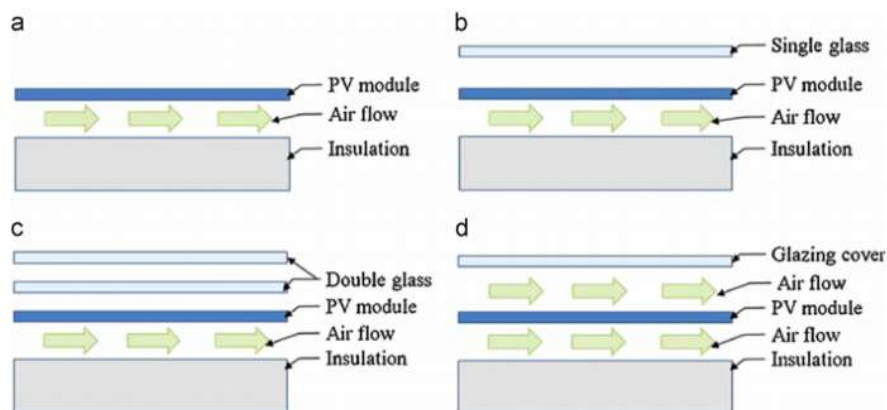 a
PV module
Air flow
Insulation
b
Single glass
PV module
Air flow
Insulation
c
Double glass
PV module
Air flow
Insulation
d
Glazing cover
Air flow
PV module
Air flow
Insulation